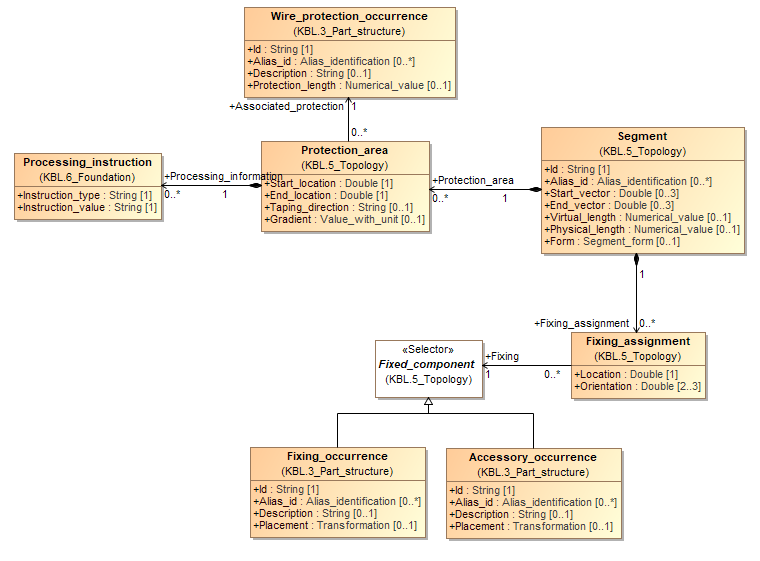 Wire_protection_occurrence
(KBL.3_Part_structure)
+Id : String [1]
+Alias_id : Alias_identification [0..*]
+Description : String [0..1]
+Protection_length : Numerical_value [0..1]
+Associated_protection
1
0..*
Protection_area
(KBL.5_Topology)
+Start_location : Double [1]
+End_location : Double [1]
+Taping_direction : String [0..1]
+Gradient : Value_with_unit [0..1]
Processing_instruction
(KBL.6_Foundation)
+Instruction_type : String [1]
+Instruction_value : String [1]
+Processing_information
0..*
1
+Protection_area
0..*
1
Segment
(KBL.5_Topology)
+Id : String [1]
+Alias_id : Alias_identification [0..*]
+Start_vector : Double [0..3]
+End_vector : Double [0..3]
+Virtual_length : Numerical_value [0..1]
+Physical_length : Numerical_value [0..1]
+Form : Segment_form [0..1]
1
+Fixing_assignment
0..*
Fixing_assignment
(KBL.5_Topology)
+Location : Double [1]
+Orientation : Double [2..3]
«Selector»
Fixed_component
(KBL.5_Topology)
+Fixing
1
0..*
Fixing_occurrence
(KBL.3_Part_structure)
+Id : String [1]
+Alias_id : Alias_identification [0..*]
+Description : String [0..1]
+Placement : Transformation [0..1]
Accessory_occurrence
(KBL.3_Part_structure)
+Id : String [1]
+Alias_id : Alias_identification [0..*]
+Description : String [0..1]
+Placement : Transformation [0..1]